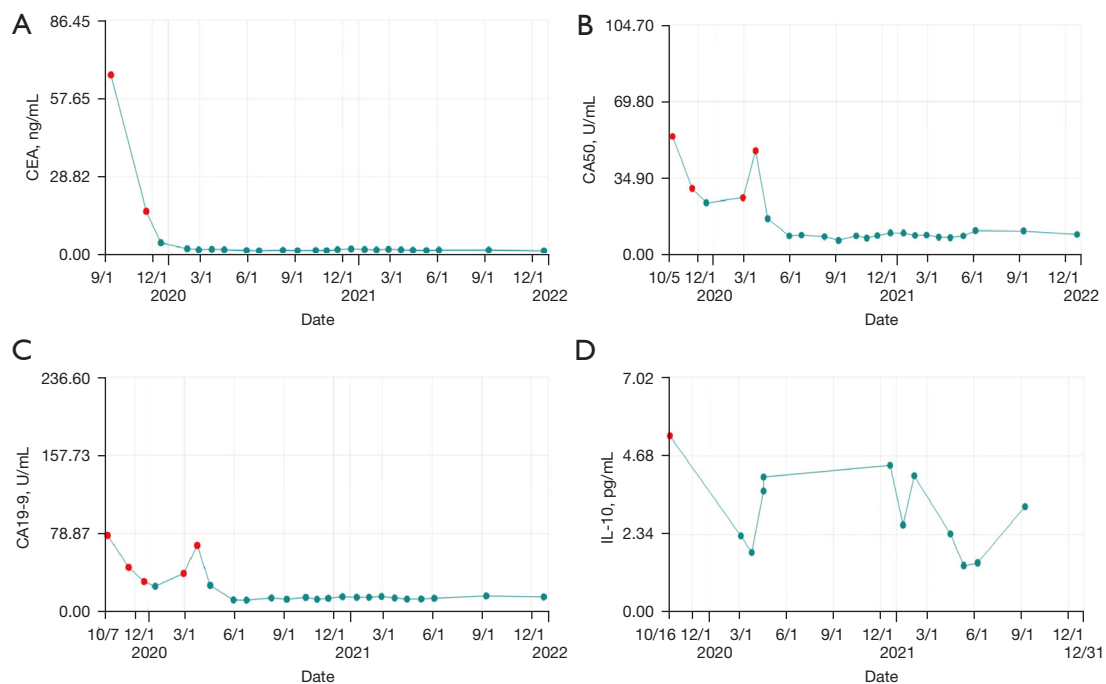 A
86.45
57.65
28.82
0.00
CEA, ng/mL
9/1 12/1 3/1 6/1 9/1 12/1 3/1 6/1 9/1 12/1
2020 2021 2022
Date
B
104.70
69.80
34.90
0.00
CA50, U/mL
10/5 12/1 3/1 6/1 9/1 12/1 3/1 6/1 9/1 12/1
2020 2021 2022
Date
C
236.60
157.73
78.87
0.00
CA19-9, U/mL
10/7 12/1 3/1 6/1 9/1 12/1 3/1 6/1 9/1 12/1
2020 2021 2022
Date
D
7.02
4.68
2.34
0.00
IL-10, pg/mL
10/16 12/1 3/1 6/1 9/1 12/1 3/1 6/1 9/1 12/1
2020 2021 12/31
Date